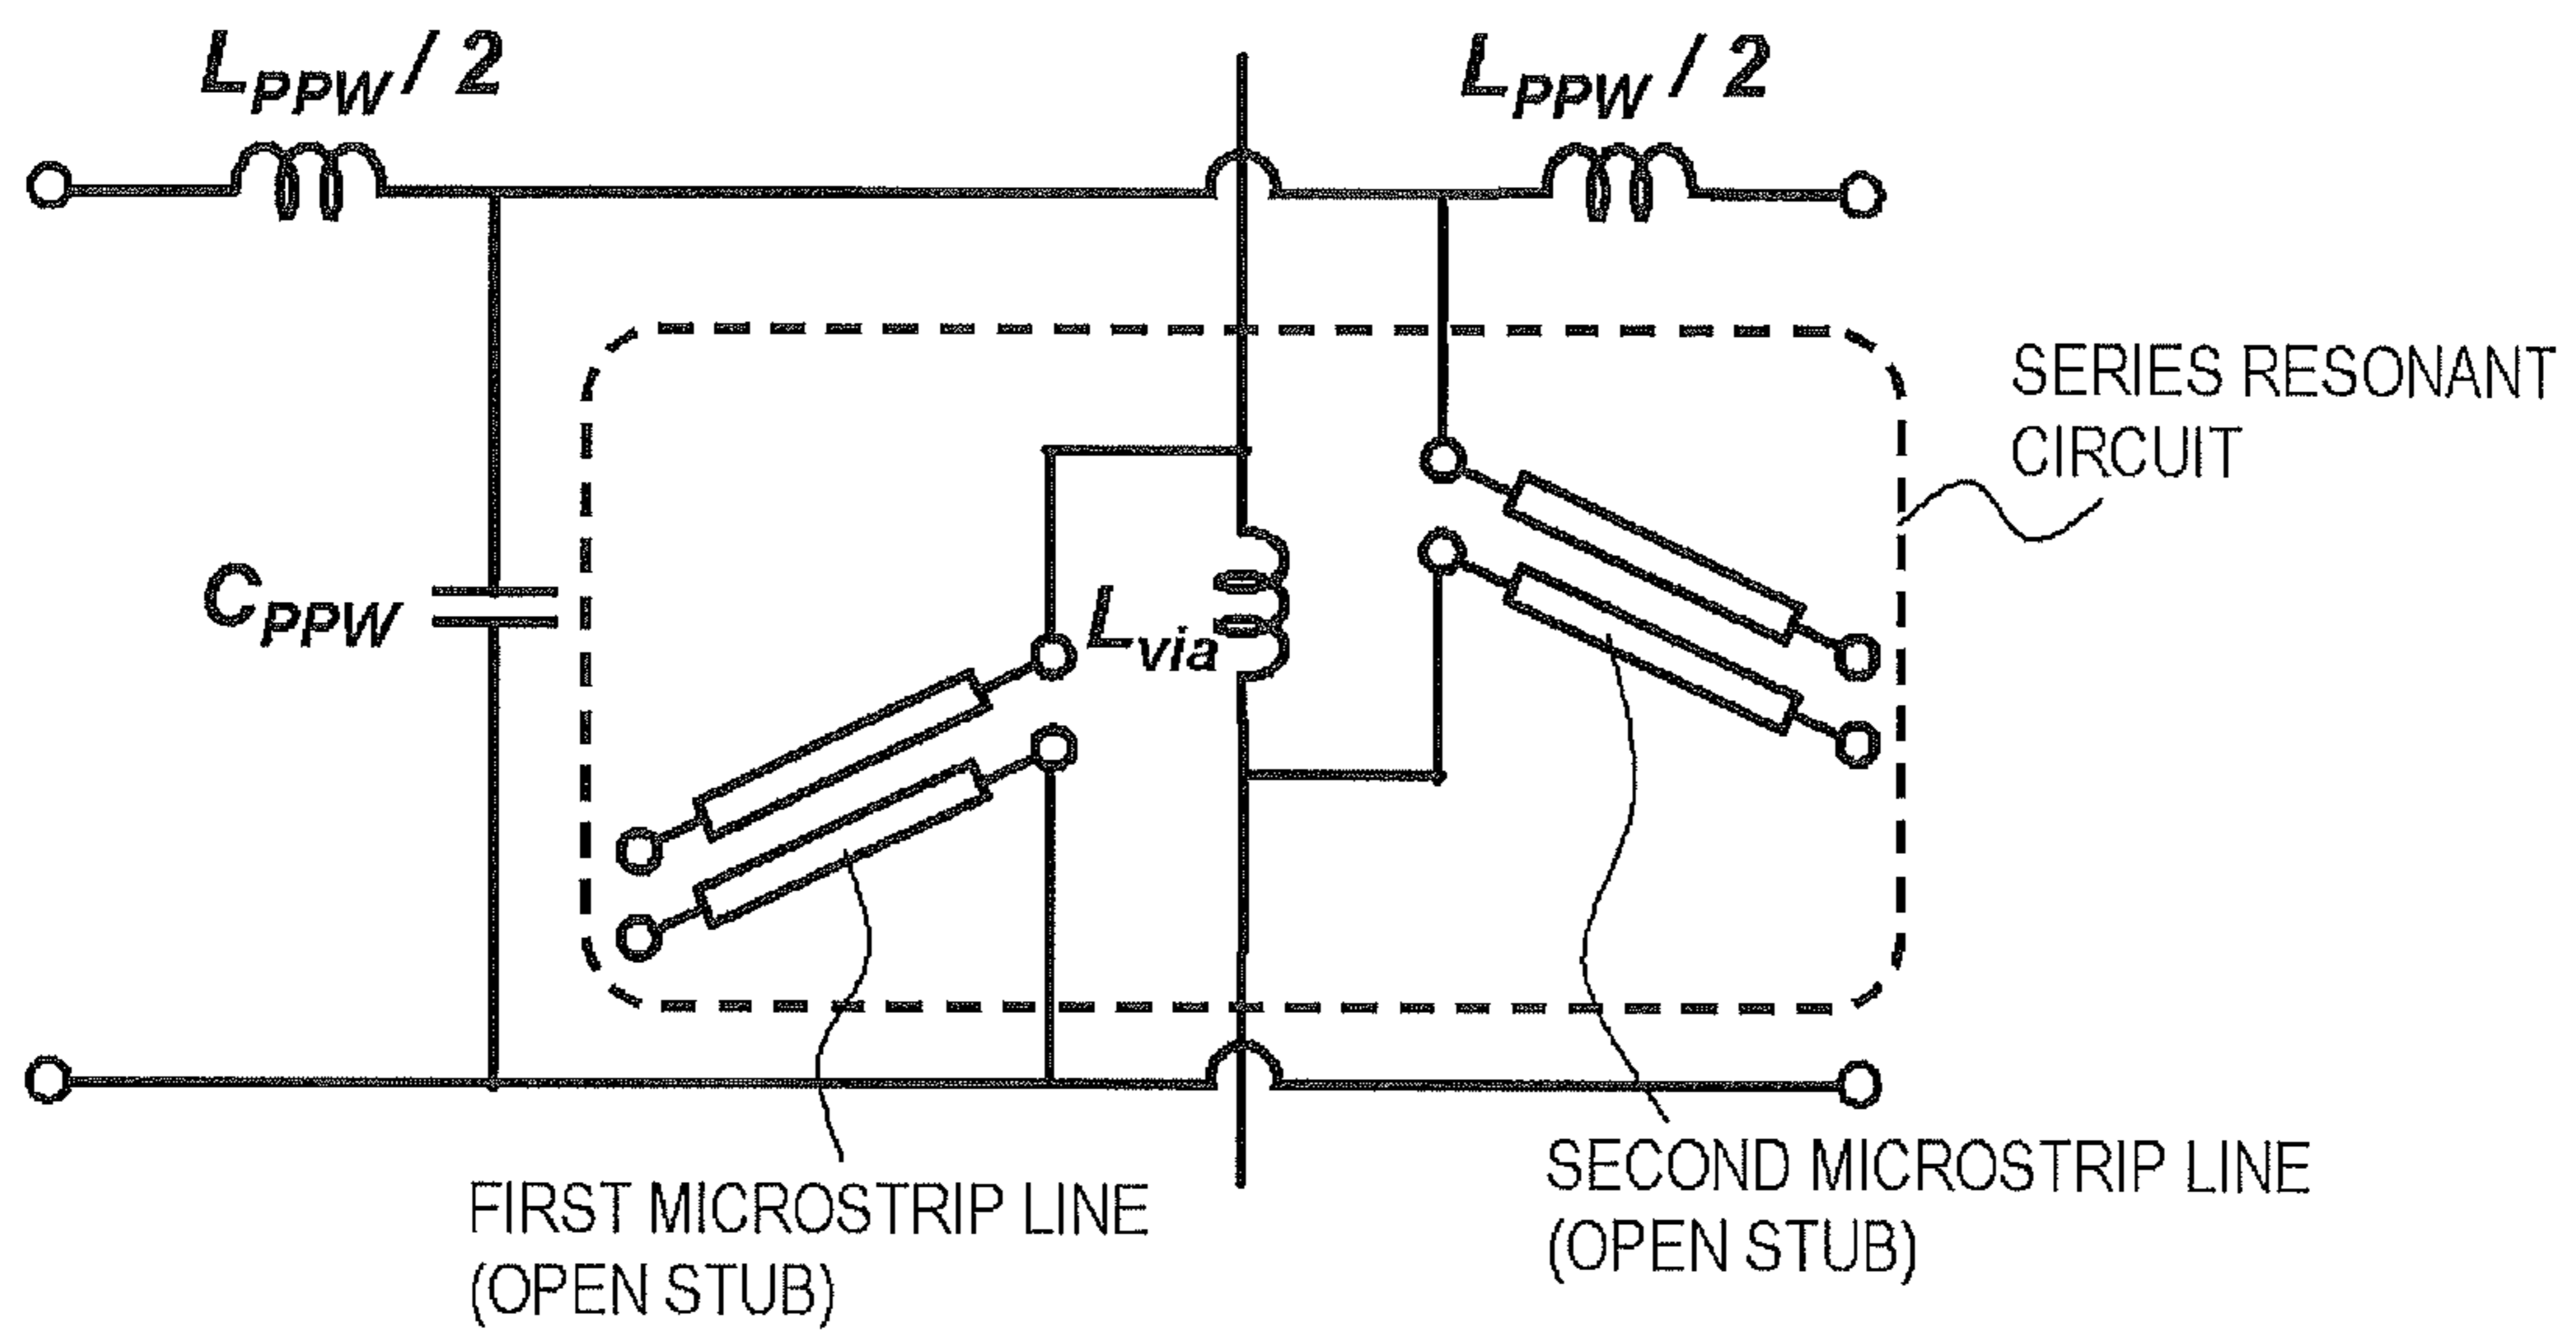 L_PPW / 2
L_PPW / 2
SERIES RESONANT
CIRCUIT
C_PPW
L_via
SECOND MICROSTRIP LINE
(OPEN STUB)
FIRST MICROSTRIP LINE
(OPEN STUB)